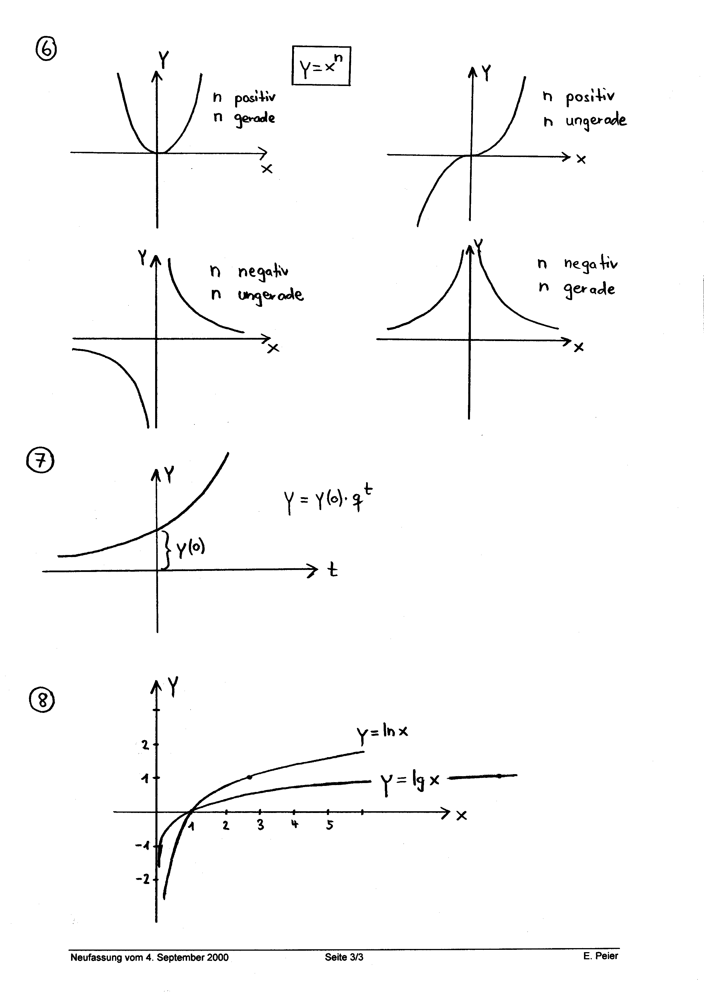 6
Y = x^n
Y
n positiv
n gerade
x
Y
n positiv
n ungerade
x
Y
n negativ
n ungerade
x
Y
n negativ
n gerade
x
7
Y
Y = Y(0) · q^t
Y(0)
t
8
Y
Y = ln x
2
1
Y = lg x
x
1 2 3 4 5
-1
-2
Neufassung vom 4. September 2000 Seite 3/3 E. Peier